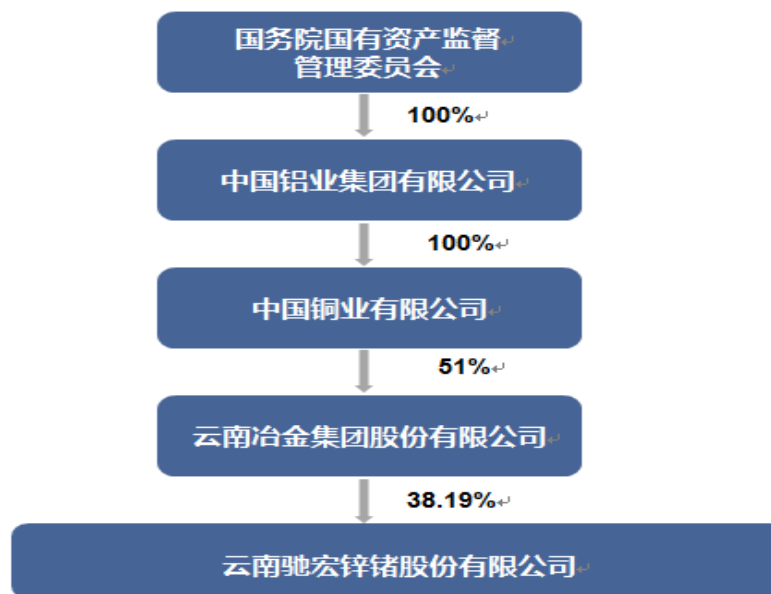 国务院国有资产监督
管理委员会
100%
中国铝业集团有限公司
100%
中国铜业有限公司
51%
云南冶金集团股份有限公司
38.19%
云南驰宏锌锗股份有限公司